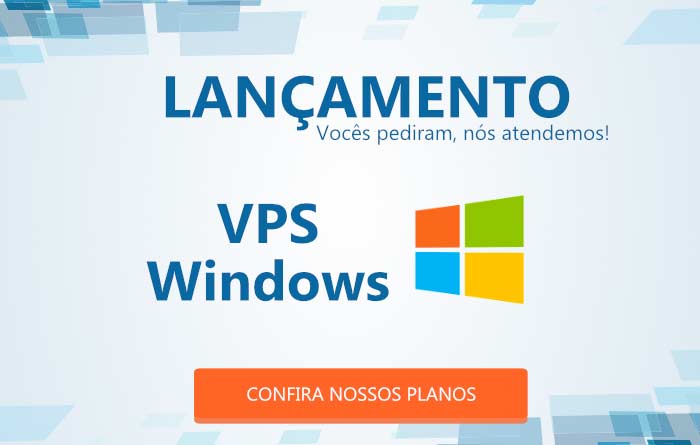 LANÇAMENTO
Vocês pediram, nós atendemos!
VPS
Windows
CONFIRA NOSSOS PLANOS